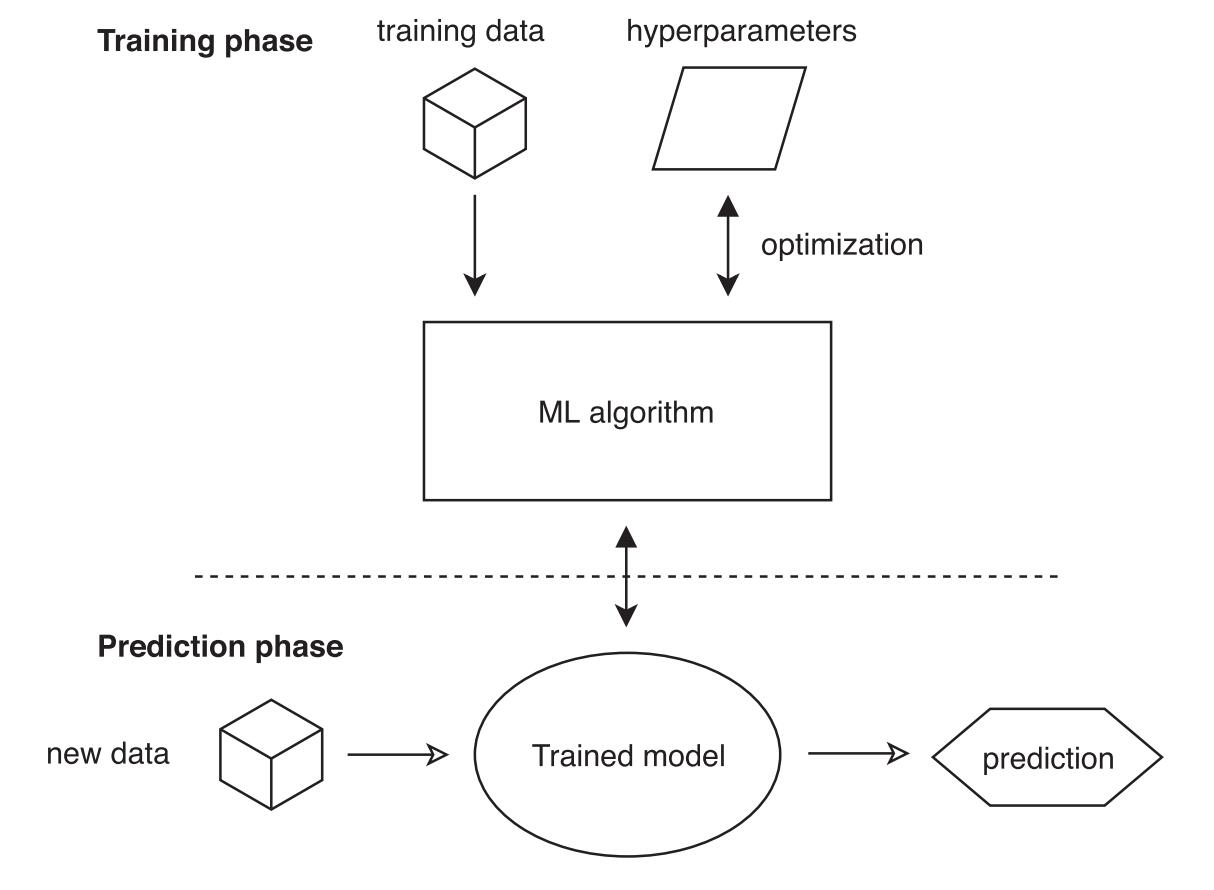 Training phase
training data
hyperparameters
optimization
ML algorithm
Prediction phase
new data
Trained model
prediction